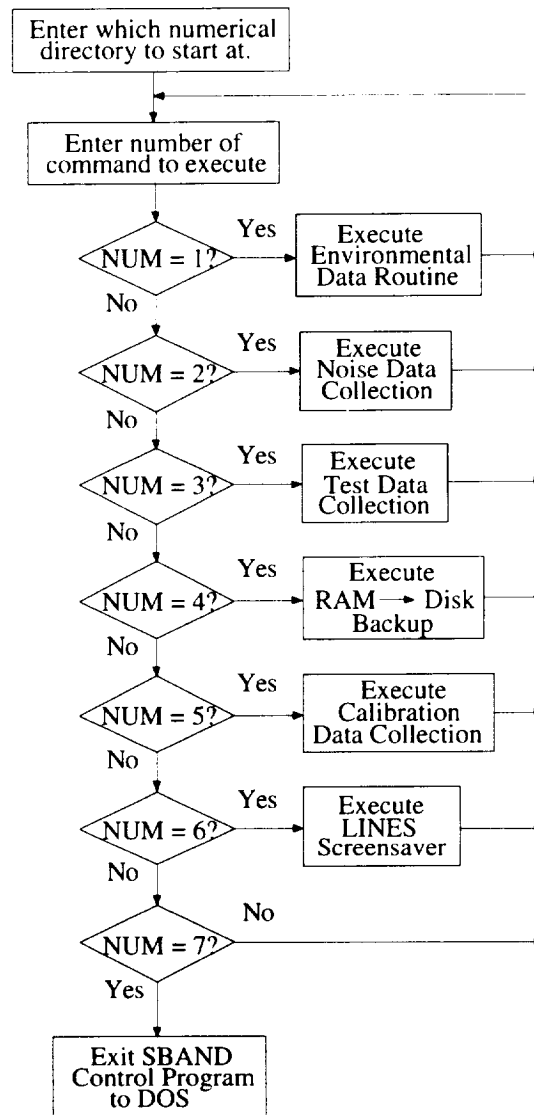 Enter which numerical
directory to start at.
Enter number of
command to execute
NUM = 1?
Yes
Execute
Environmental
Data Routine
No
NUM = 2?
Yes
Execute
Noise Data
Collection
No
NUM = 3?
Yes
Execute
Test Data
Collection
No
NUM = 4?
Yes
Execute
RAM → Disk
Backup
No
NUM = 5?
Yes
Execute
Calibration
Data Collection
No
NUM = 6?
Yes
Execute
LINES
Screensaver
No
NUM = 7?
No
Yes
Exit SBAND
Control Program
to DOS